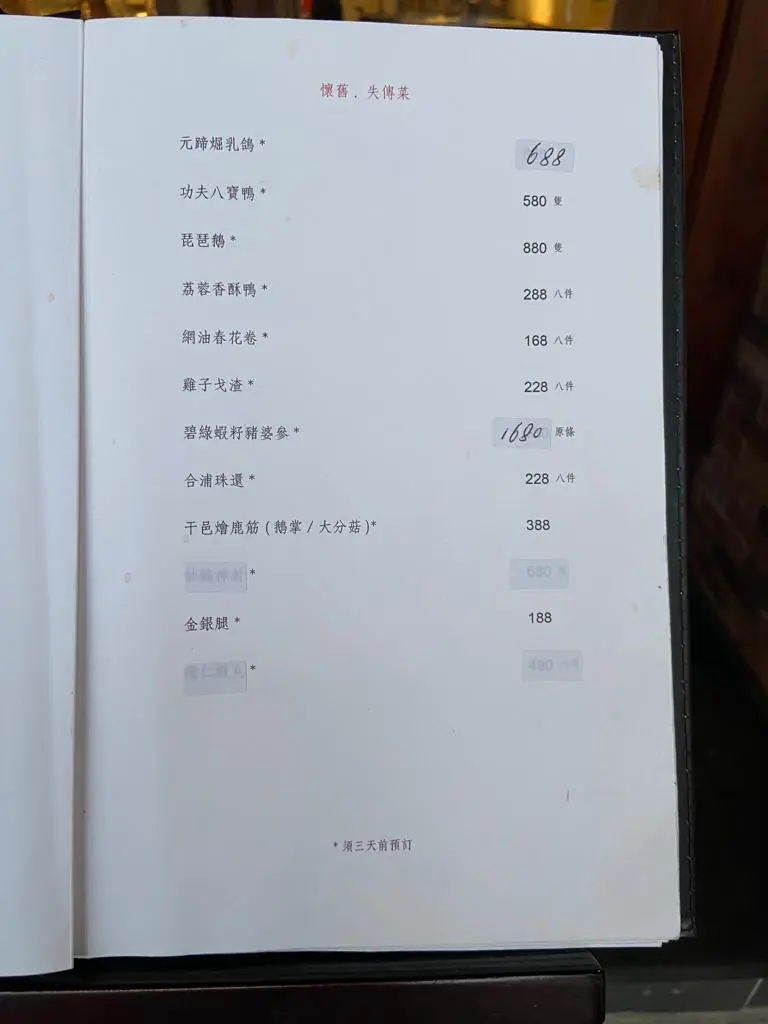 懷舊．失傳菜
元蹄焗乳鴿* 688
功夫八寶鴨* 580 隻
琵琶鵝* 880 隻
荔蓉香酥鴨* 288 八件
網油春花卷* 168 八件
雞子戈渣* 228 八件
碧綠蝦籽豬婆參* 1680 原條
合浦珠還* 228 八件
干邑燴鹿筋 ( 鵝掌 / 大分菇 )* 388
* 680
金銀腿* 188
* 480
* 須三天前預訂